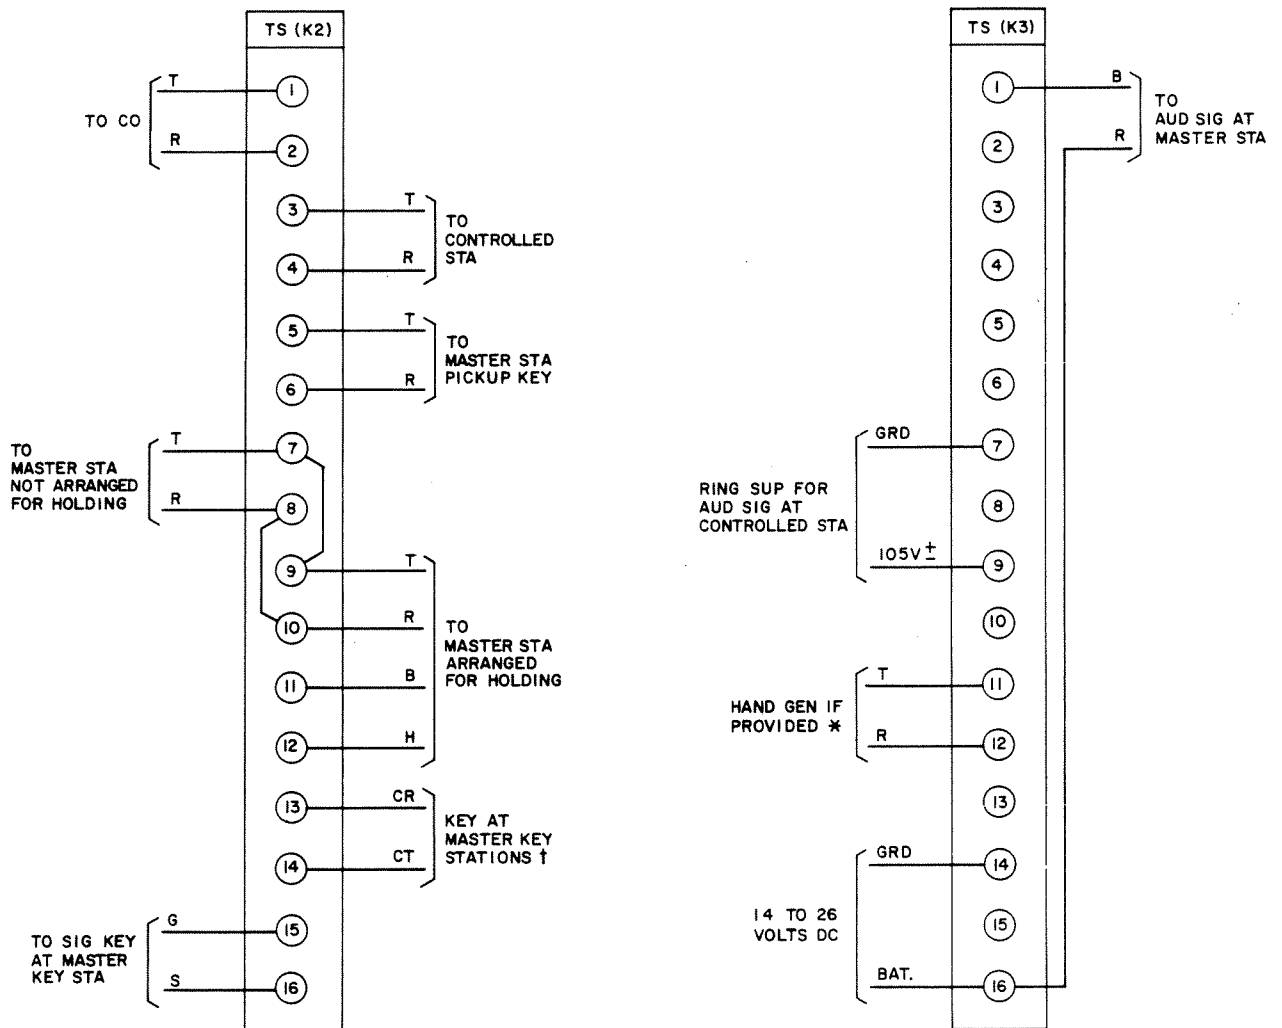 TS (K2)
T
1
TO CO
R
2
3
T
TO
CONTROLLED
STA
4
R
5
T
TO
MASTER STA
PICKUP KEY
6
R
TO
MASTER STA
NOT ARRANGED
FOR HOLDING
T
7
R
8
9
T
10
R
TO
MASTER STA
ARRANGED
FOR HOLDING
11
B
12
H
13
CR
KEY AT
MASTER KEY
STATIONS †
14
CT
TO SIG KEY
AT MASTER
KEY STA
G
15
S
16
TS (K3)
1
B
TO
AUD SIG AT
MASTER STA
2
R
3
4
5
6
GRD
7
RING SUP FOR
AUD SIG AT
CONTROLLED STA
8
105V ±
9
10
HAND GEN IF
PROVIDED *
T
11
R
12
13
GRD
14
14 TO 26
VOLTS DC
15
BAT.
16